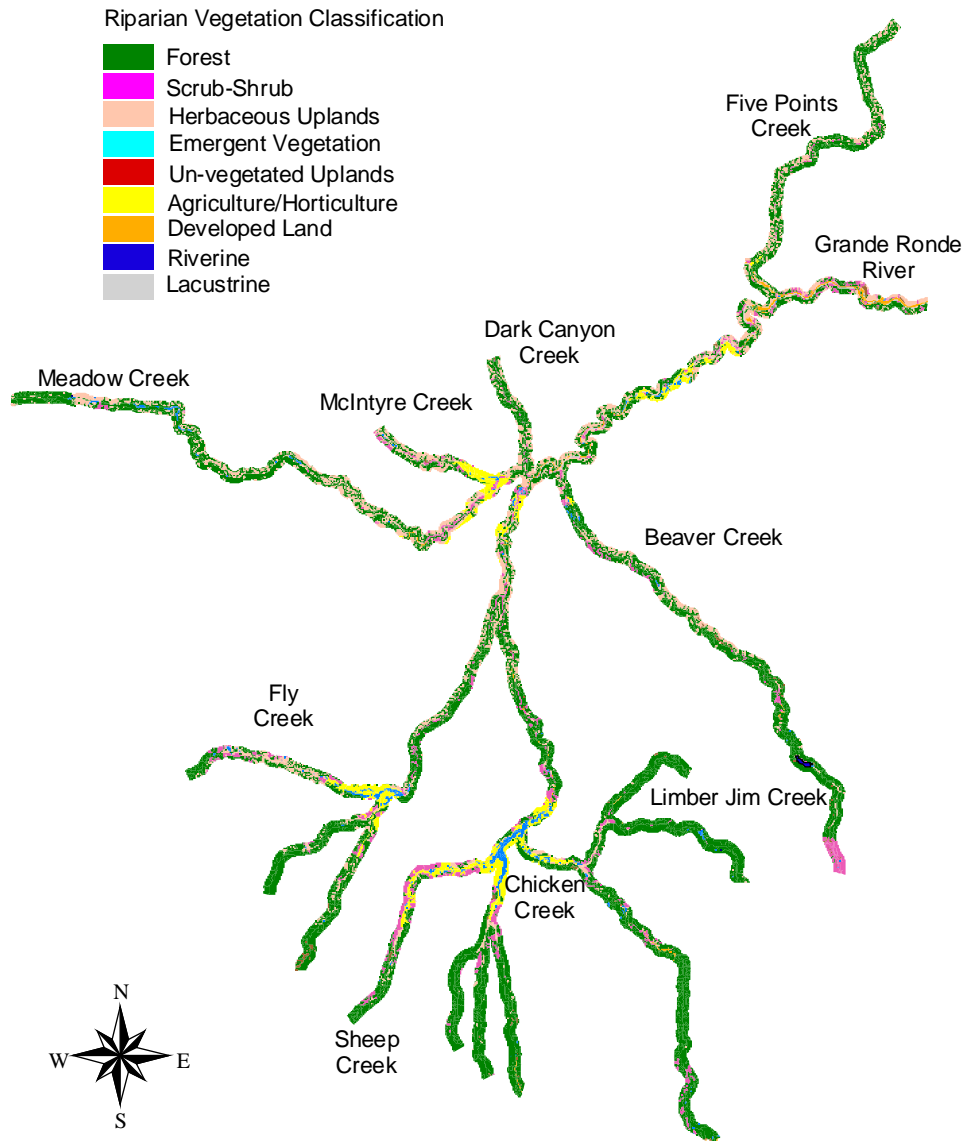 Riparian Vegetation Classification
Forest
Scrub-Shrub
Herbaceous Uplands
Emergent Vegetation
Un-vegetated Uplands
Agriculture/Horticulture
Developed Land
Riverine
Lacustrine
Five Points
Creek
Grande Ronde
River
Dark Canyon
Creek
Meadow Creek
McIntyre Creek
Beaver Creek
Fly
Creek
Limber Jim Creek
Chicken
Creek
Sheep
Creek
N
W
E
S